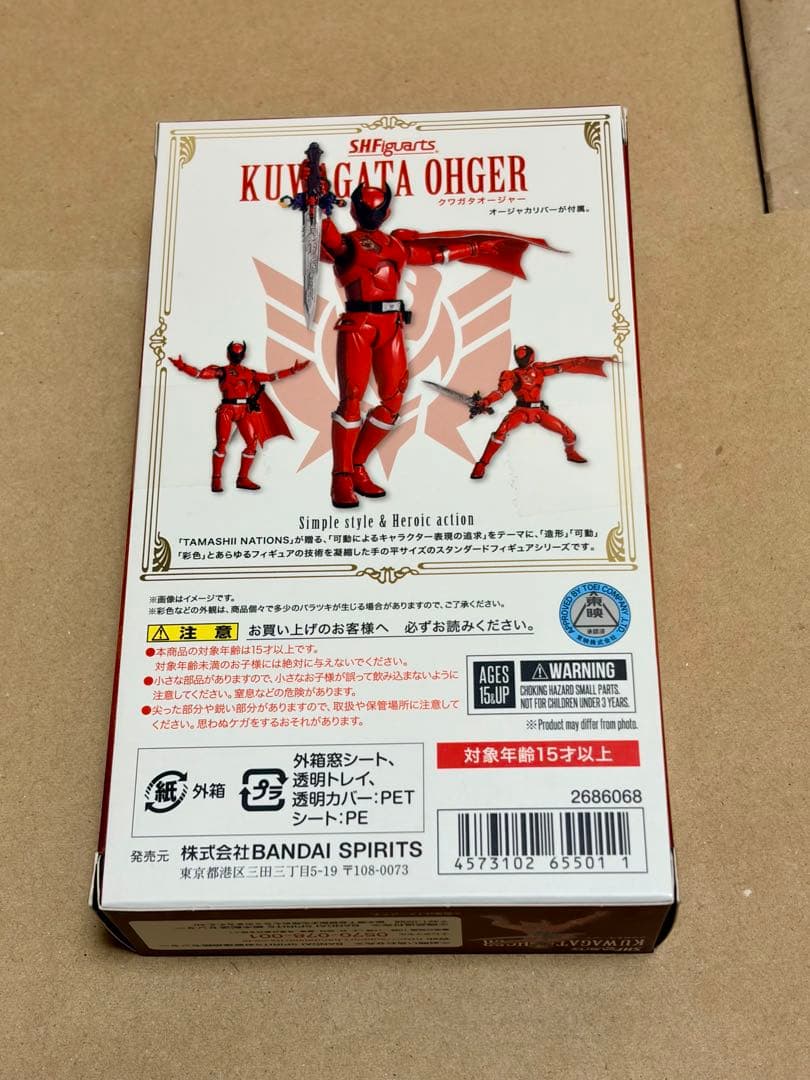 S.H.Figuarts
KUWAGATA OHGER
クワガタオージャー
オージャカリバーが付属。
Simple style & Heroic action
「TAMASHII NATIONS」が贈る、「可動によるキャラクター表現の追求」をテーマに、「造形」「可動」
「彩色」とあらゆるフィギュアの技術を凝縮した手の平サイズのスタンダードフィギュアシリーズです。
※画像はイメージです。
※彩色などの外観は、商品個々で多少のバラツキが生じる場合がありますので、ご了承ください。
APPROVED BY TOEI COMPANY, LTD.
東映
承認済
東映株式会社
注意 お買い上げのお客様へ 必ずお読みください。
●本商品の対象年齢は15才以上です。
対象年齢未満のお子様には絶対に与えないでください。
●小さな部品がありますので、小さなお子様が誤って飲み込まないように
注意してください。窒息などの危険があります。
●尖った部分や鋭い部分がありますので、取扱や保管場所に注意して
ください。思わぬケガをするおそれがあります。
AGES
15&UP
WARNING
CHOKING HAZARD SMALL PARTS.
NOT FOR CHILDREN UNDER 3 YEARS.
※Product may differ from photo.
対象年齢15才以上
紙 外箱
プラ
外箱窓シート、
透明トレイ、
透明カバー:PET
シート:PE
2686068
4573102 65501 1
発売元 株式会社BANDAI SPIRITS
東京都港区三田三丁目5-19 〒108-0073
S.H.Figuarts
KUWAGATA OHGER
0570-078-001